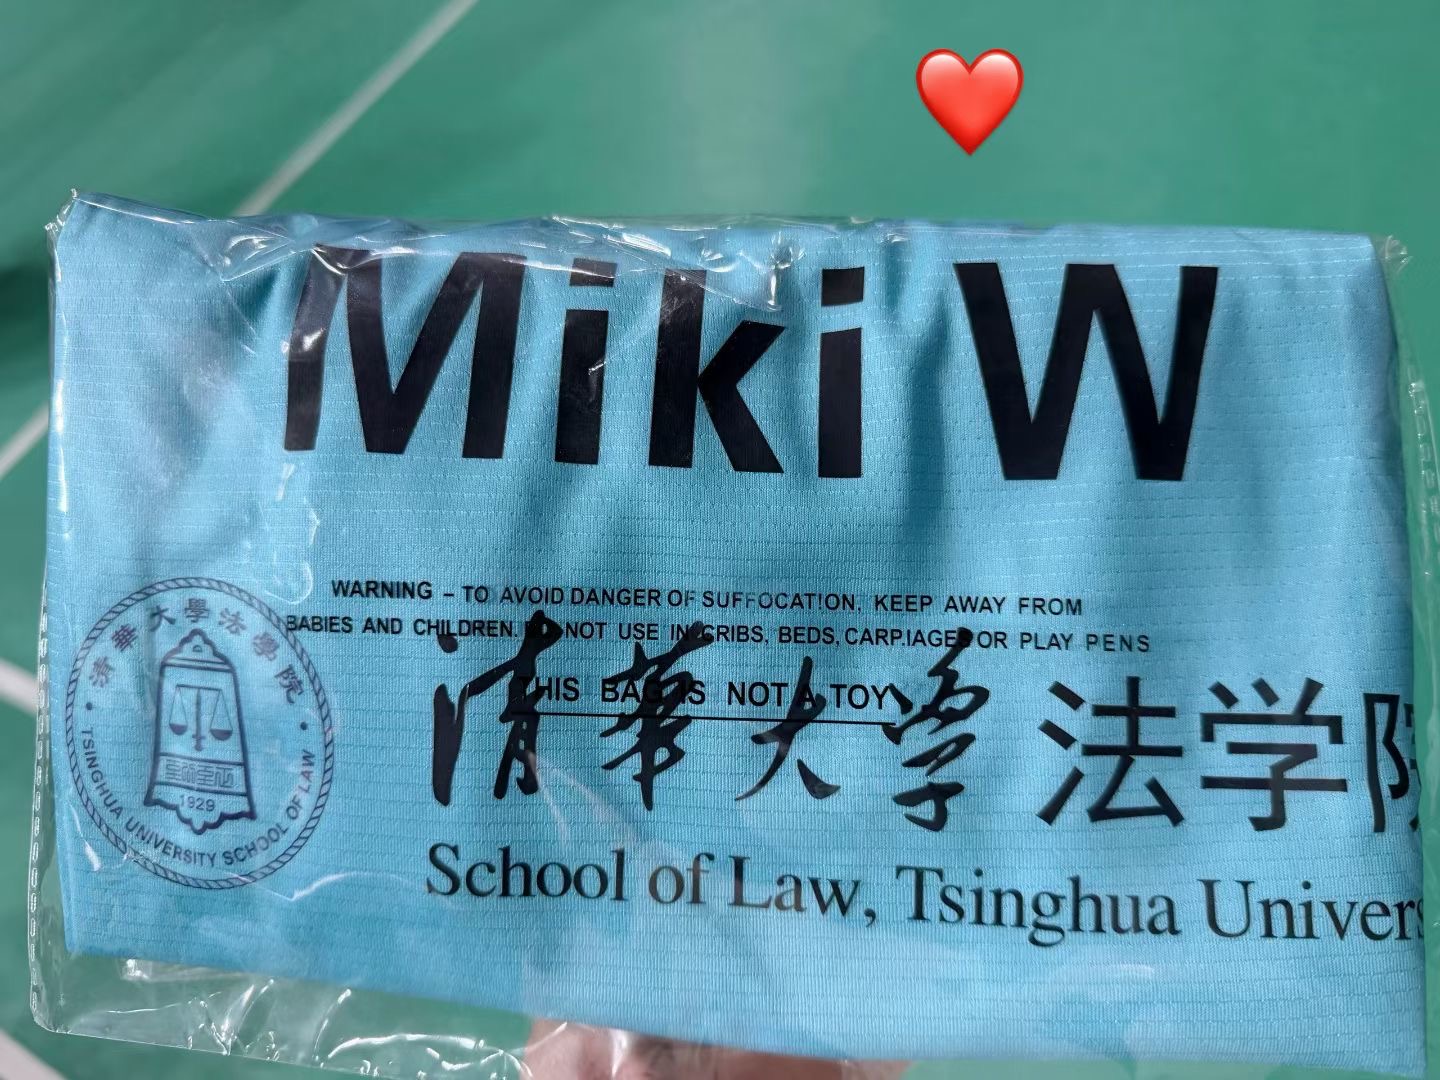 Miki W
WARNING – TO AVOID DANGER OF SUFFOCATION, KEEP AWAY FROM
BABIES AND CHILDREN. DO NOT USE IN CRIBS, BEDS, CARRIAGES OR PLAY PENS
THIS BAG IS NOT A TOY
清華大學法學院
1929
TSINGHUA UNIVERSITY SCHOOL OF LAW
清華大学法学院
School of Law, Tsinghua Univers